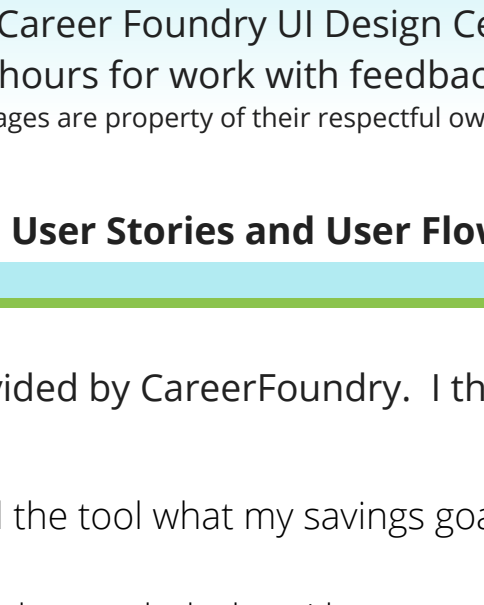 Career Foundry UI Design Ce
hours for work with feedbac
ages are property of their respectful ow
User Stories and User Flow
vided by CareerFoundry. I th
the tool what my savings goa